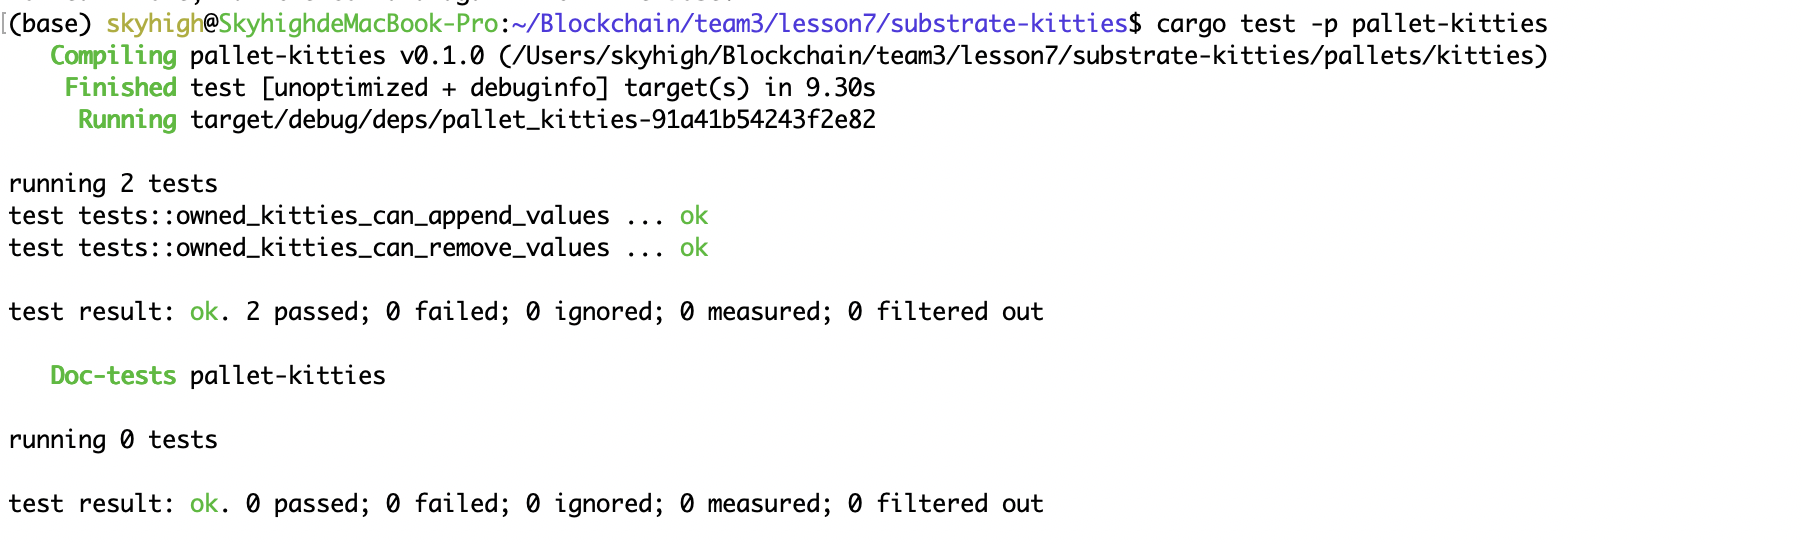 (base) skyhigh@SkyhighdeMacBook-Pro:~/Blockchain/team3/lesson7/substrate-kitties$ cargo test -p pallet-kitties
Compiling pallet-kitties v0.1.0 (/Users/skyhigh/Blockchain/team3/lesson7/substrate-kitties/pallets/kitties)
Finished test [unoptimized + debuginfo] target(s) in 9.30s
Running target/debug/deps/pallet_kitties-91a41b54243f2e82
running 2 tests
test tests::owned_kitties_can_append_values ... ok
test tests::owned_kitties_can_remove_values ... ok
test result: ok. 2 passed; 0 failed; 0 ignored; 0 measured; 0 filtered out
Doc-tests pallet-kitties
running 0 tests
test result: ok. 0 passed; 0 failed; 0 ignored; 0 measured; 0 filtered out